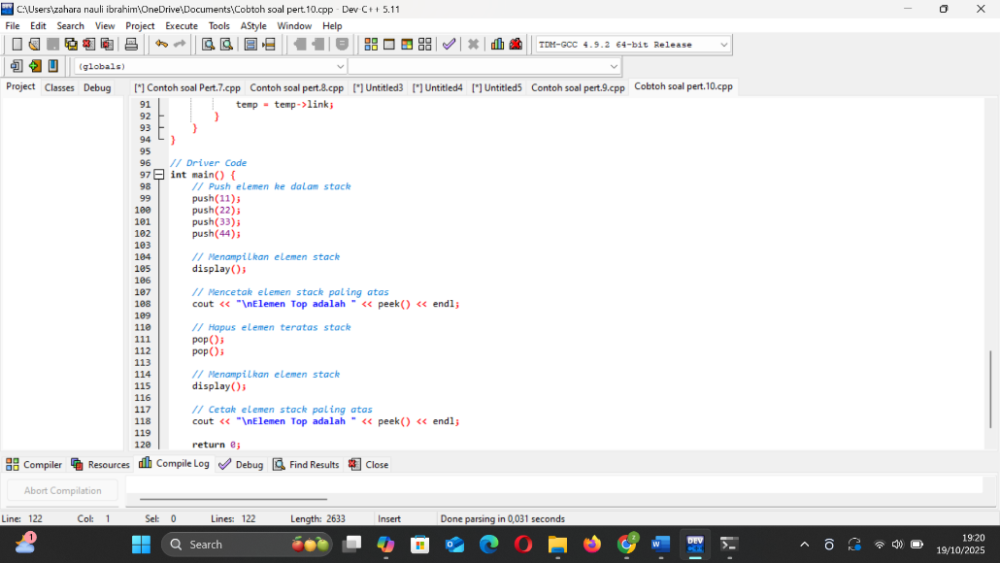 C:\Users\zahara nauli ibrahim\OneDrive\Documents\Cobtoh soal pert.10.cpp - Dev-C++ 5.11
File Edit Search View Project Execute Tools AStyle Window Help
TDM-GCC 4.9.2 64-bit Release
(globals)
Project Classes Debug
[*] Contoh soal Pert.7.cpp Contoh soal pert.8.cpp [*] Untitled3 [*] Untitled4 [*] Untitled5 Contoh soal pert.9.cpp Cobtoh soal pert.10.cpp
91 temp = temp->link;
92 }
93 }
94 }
95
96 // Driver Code
97 int main() {
98 // Push elemen ke dalam stack
99 push(11);
100 push(22);
101 push(33);
102 push(44);
103
104 // Menampilkan elemen stack
105 display();
106
107 // Mencetak elemen stack paling atas
108 cout << "\nElemen Top adalah " << peek() << endl;
109
110 // Hapus elemen teratas stack
111 pop();
112 pop();
113
114 // Menampilkan elemen stack
115 display();
116
117 // Cetak elemen stack paling atas
118 cout << "\nElemen Top adalah " << peek() << endl;
119
120 return 0;
Compiler Resources Compile Log Debug Find Results Close
Abort Compilation
Line: 122 Col: 1 Sel: 0 Lines: 122 Length: 2633 Insert Done parsing in 0,031 seconds
1
Search
2
DEV
19:20
19/10/2025